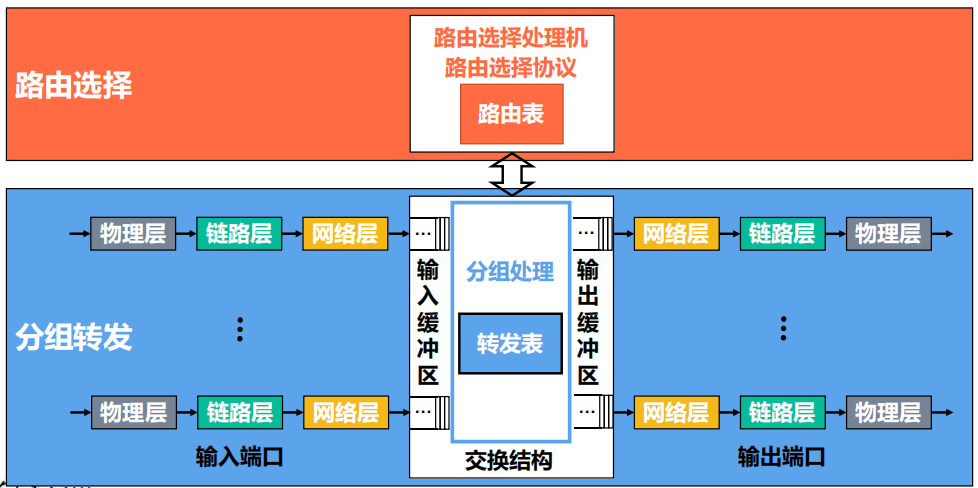 路由选择
路由选择处理机
路由选择协议
路由表
物理层 链路层 网络层 ... ... 网络层 链路层 物理层
分组处理
输入缓冲区
输出缓冲区
转发表
分组转发
物理层 链路层 网络层 ... ... 网络层 链路层 物理层
输入端口
交换结构
输出端口